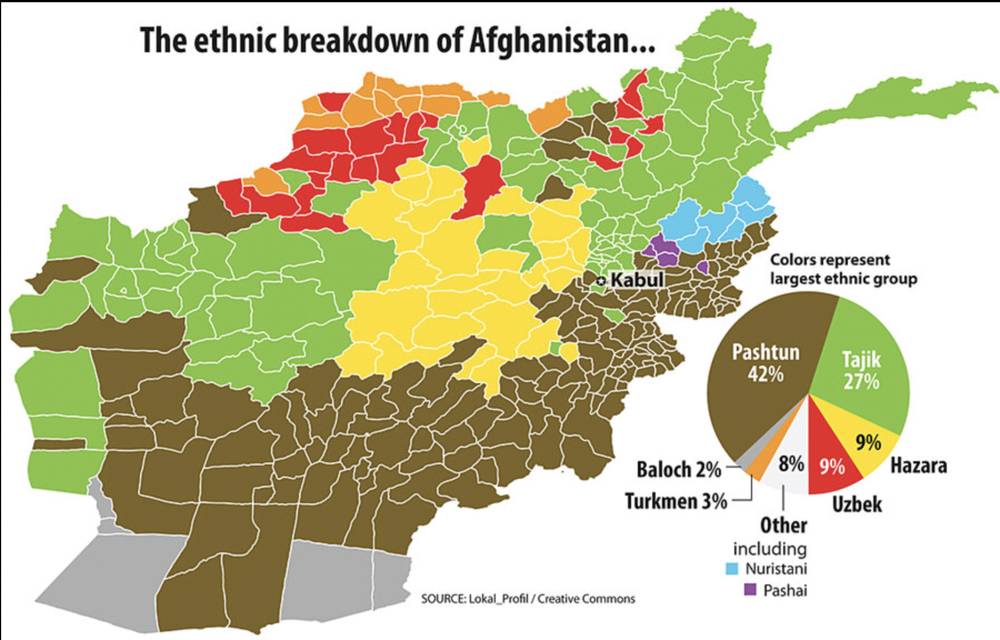 The ethnic breakdown of Afghanistan...
Kabul
Colors represent
largest ethnic group
Pashtun
42%
Tajik
27%
9%
Hazara
9%
Uzbek
8%
Baloch 2%
Turkmen 3%
Other
including
Nuristani
Pashai
SOURCE: Lokal_Profil / Creative Commons